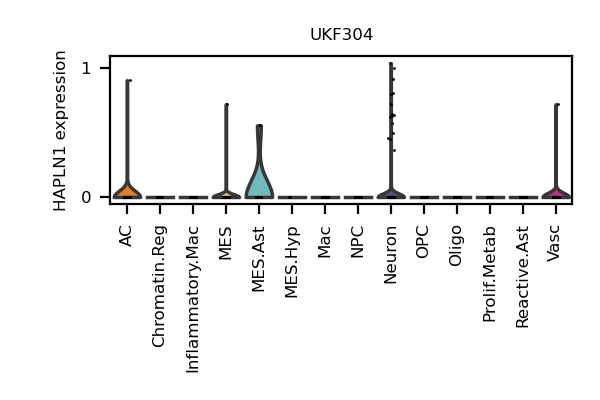 UKF304
HAPLN1 expression
1
0
AC
Chromatin.Reg
Inflammatory.Mac
MES
MES.Ast
MES.Hyp
Mac
NPC
Neuron
OPC
Oligo
Prolif.Metab
Reactive.Ast
Vasc